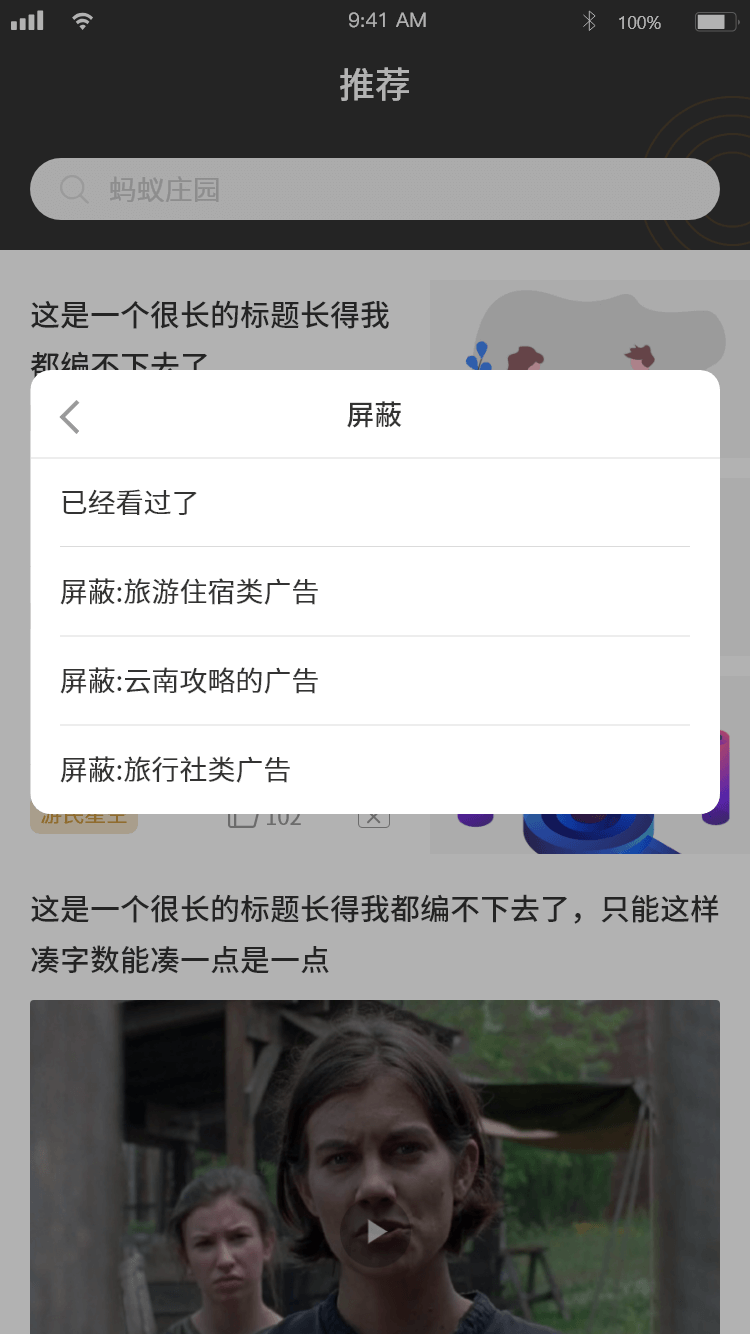 9:41 AM
100%
推荐
蚂蚁庄园
这是一个很长的标题长得我
都编不下去了
屏蔽
已经看过了
屏蔽:旅游住宿类广告
屏蔽:云南攻略的广告
屏蔽:旅行社类广告
游民星空
102
这是一个很长的标题长得我都编不下去了，只能这样
凑字数能凑一点是一点